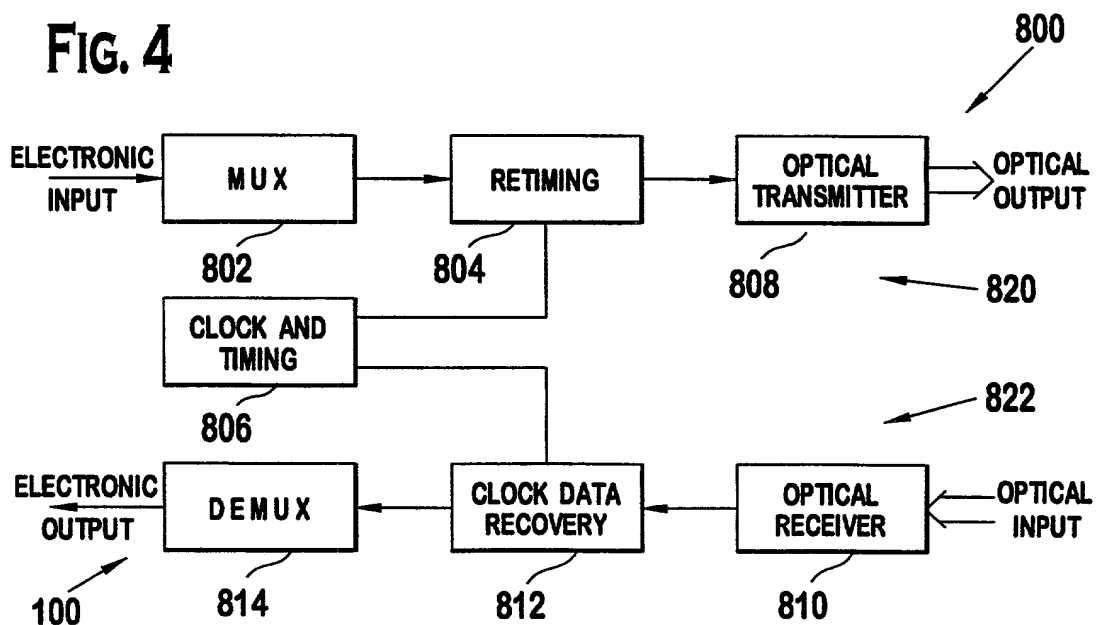 FIG. 4
800
ELECTRONIC
INPUT
MUX
RETIMING
OPTICAL
TRANSMITTER
OPTICAL
OUTPUT
802
804
808
820
CLOCK AND
TIMING
806
822
ELECTRONIC
OUTPUT
DEMUX
CLOCK DATA
RECOVERY
OPTICAL
RECEIVER
OPTICAL
INPUT
100
814
812
810